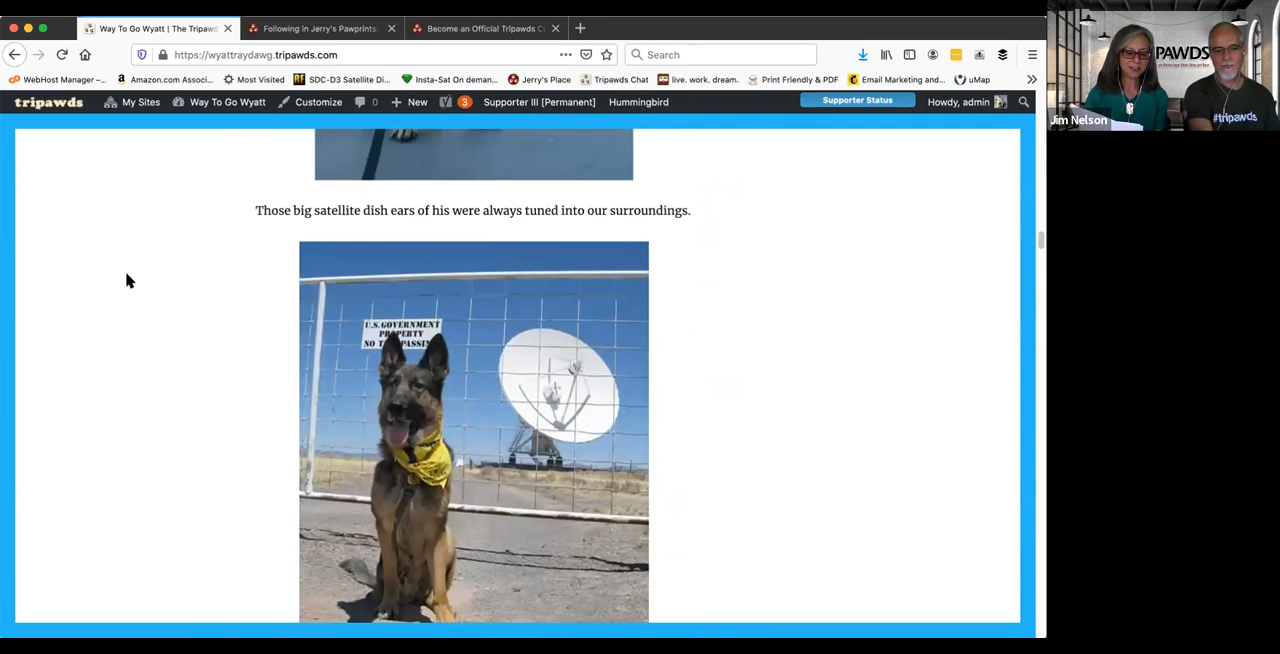 Way To Go Wyatt | The Tripawd
Following In Jerry's Pawprints:
Become an Official Tripawds C
https://wyattraydawg.tripawds.com
Search
WebHost Manager –...
Amazon.com Associ...
Most Visited
SDC-D3 Satellite Di...
Insta-Sat On deman...
Jerry's Place
Tripawds Chat
live. work. dream.
Print Friendly & PDF
Email Marketing and...
uMap
tripawds
My Sites
Way To Go Wyatt
Customize
0
New
3
Supporter III [Permanent]
Hummingbird
Supporter Status
Howdy, admin
PAWDS
#tripawds
Jim Nelson
Those big satellite dish ears of his were always tuned into our surroundings.
U.S. GOVERNMENT
PROPERTY